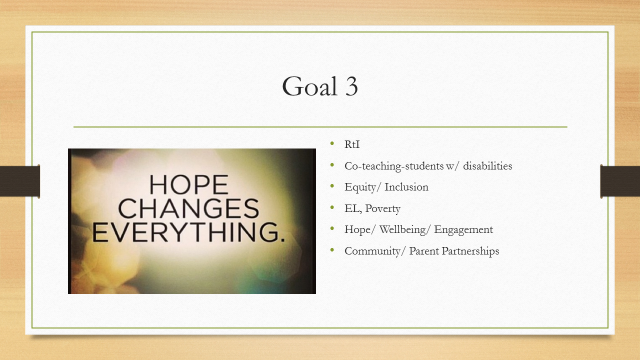 Goal 3
HOPE
CHANGES
EVERYTHING.
• RtI
• Co-teaching-students w/ disabilities
• Equity/ Inclusion
• EL, Poverty
• Hope/ Wellbeing/ Engagement
• Community/ Parent Partnerships